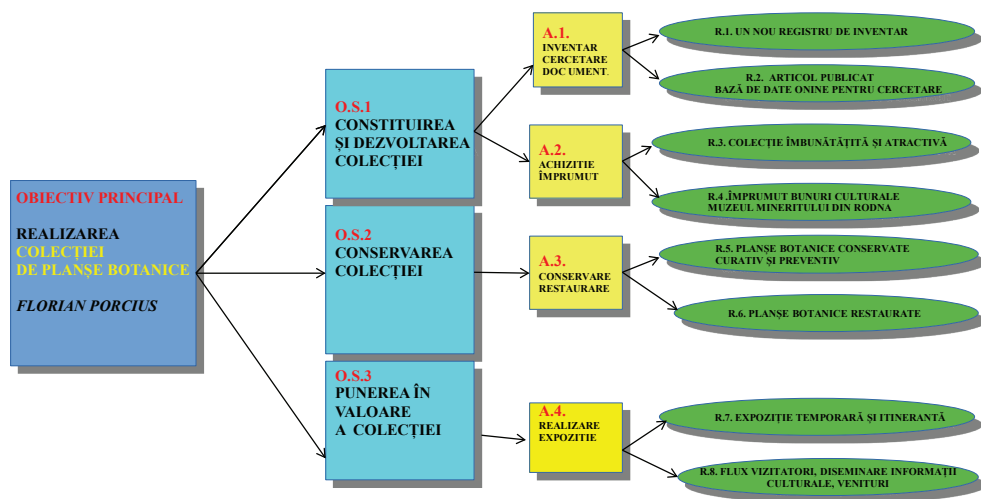 OBIECTIV PRINCIPAL
REALIZAREA
COLECȚIEI
DE PLANȘE BOTANICE
FLORIAN PORCIUS
O.S.1
CONSTITUIREA
ȘI DEZVOLTAREA
COLECȚIEI
O.S.2
CONSERVAREA
COLECȚIEI
O.S.3
PUNEREA ÎN
VALOARE
A COLECȚIEI
A.1.
INVENTAR
CERCETARE
DOC UMENT.
A.2.
ACHIZITIE
ÎMPRUMUT
A.3.
CONSERVARE
RESTAURARE
A.4.
REALIZARE
EXPOZITIE
R.1. UN NOU REGISTRU DE INVENTAR
R.2. ARTICOL PUBLICAT
BAZĂ DE DATE ONINE PENTRU CERCETARE
R.3. COLECȚIE ÎMBUNĂTĂȚITĂ ȘI ATRACTIVĂ
R.4 .ÎMPRUMUT BUNURI CULTURALE
MUZEUL MINERITULUI DIN RODNA
R.5. PLANȘE BOTANICE CONSERVATE
CURATIV ȘI PREVENTIV
R.6. PLANȘE BOTANICE RESTAURATE
R.7. EXPOZIȚIE TEMPORARĂ ȘI ITINERANTĂ
R.8. FLUX VIZITATORI, DISEMINARE INFORMAȚII
CULTURALE, VENITURI